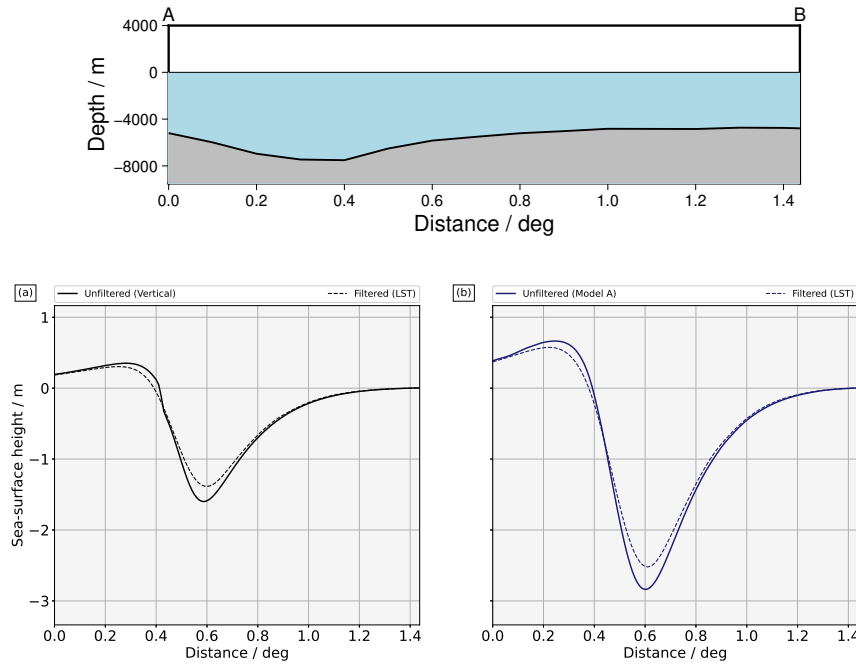 A B
4000
0
−4000
−8000
Depth / m
0.0 0.2 0.4 0.6 0.8 1.0 1.2 1.4
Distance / deg
(a) Unfiltered (Vertical) Filtered (LST)
1
0
−1
−2
−3
Sea-surface height / m
0.0 0.2 0.4 0.6 0.8 1.0 1.2 1.4
Distance / deg
(b) Unfiltered (Model A) Filtered (LST)
0.0 0.2 0.4 0.6 0.8 1.0 1.2 1.4
Distance / deg